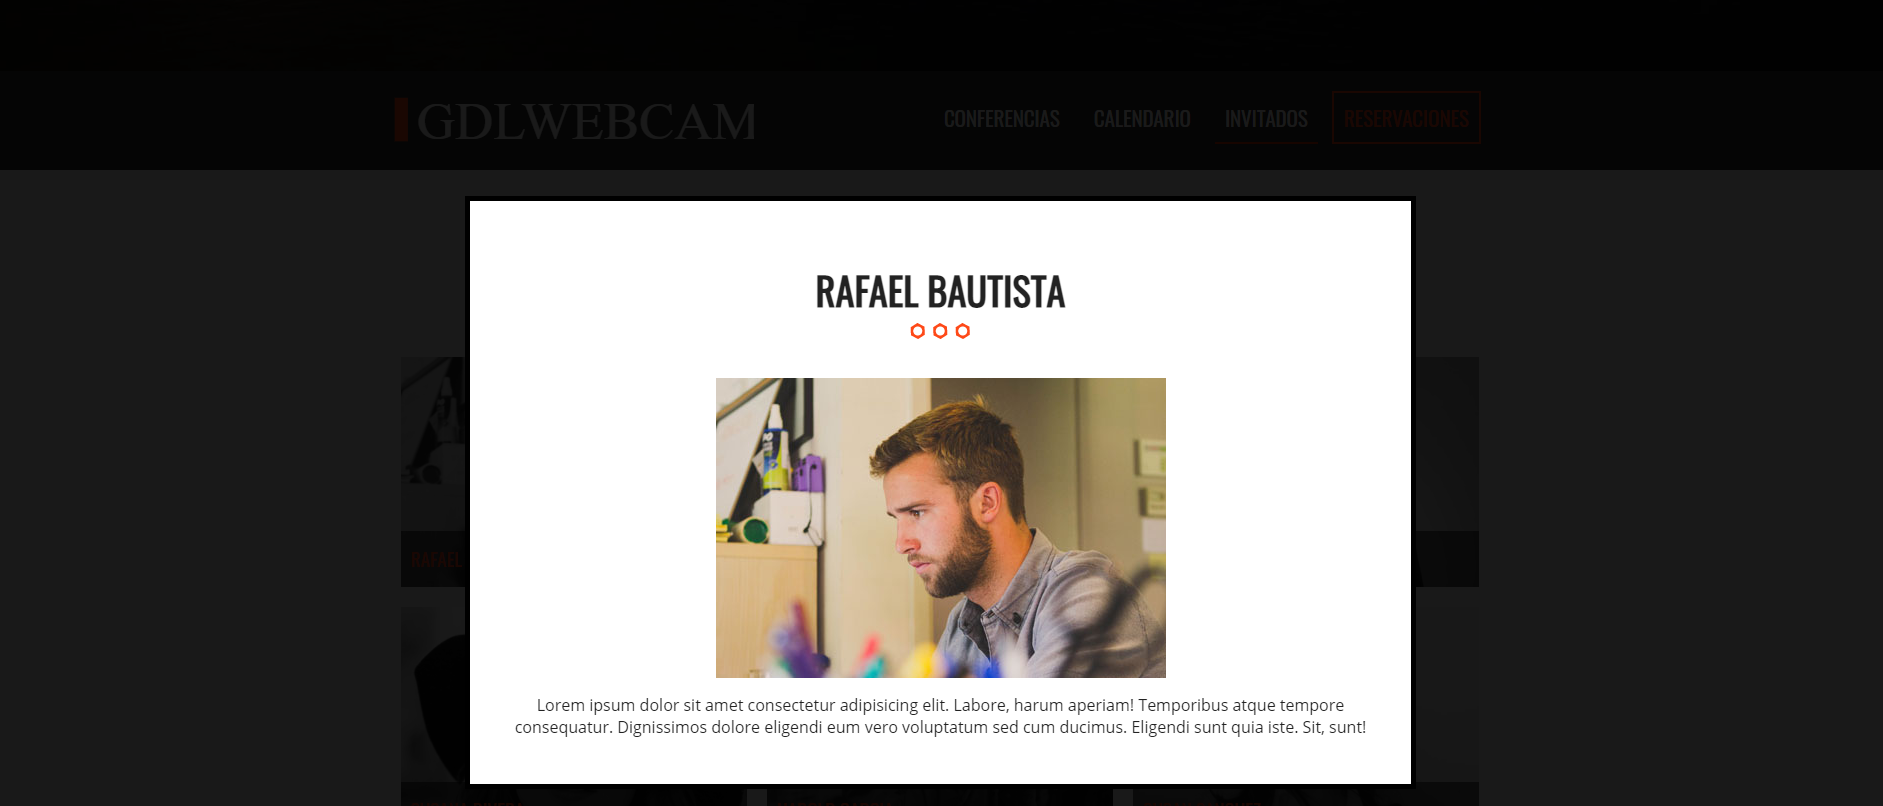 GDLWEBCAM
CONFERENCIAS CALENDARIO INVITADOS RESERVACIONES
RAFAEL BAUTISTA
RAFAEL
Lorem ipsum dolor sit amet consectetur adipisicing elit. Labore, harum aperiam! Temporibus atque tempore
consequatur. Dignissimos dolore eligendi eum vero voluptatum sed cum ducimus. Eligendi sunt quia iste. Sit, sunt!